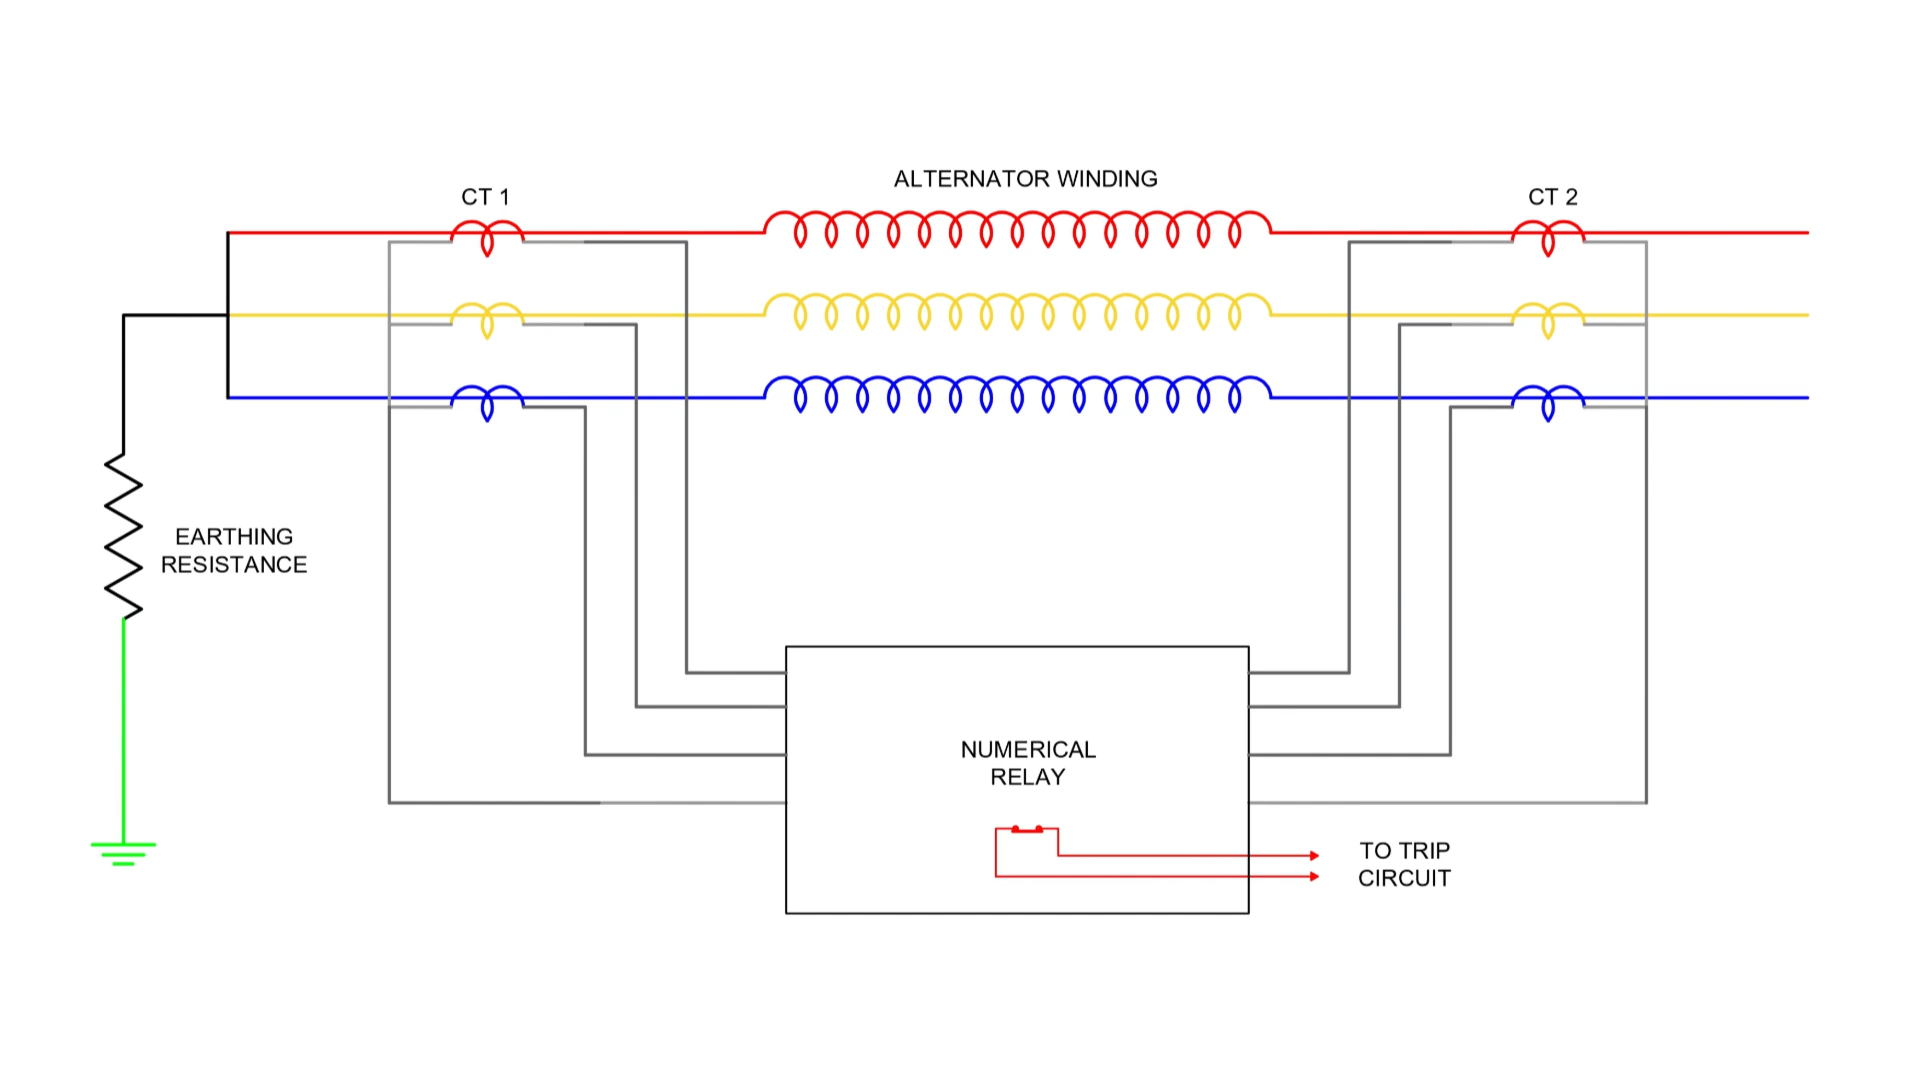 ALTERNATOR WINDING
CT 1
CT 2
EARTHING
RESISTANCE
NUMERICAL
RELAY
TO TRIP
CIRCUIT